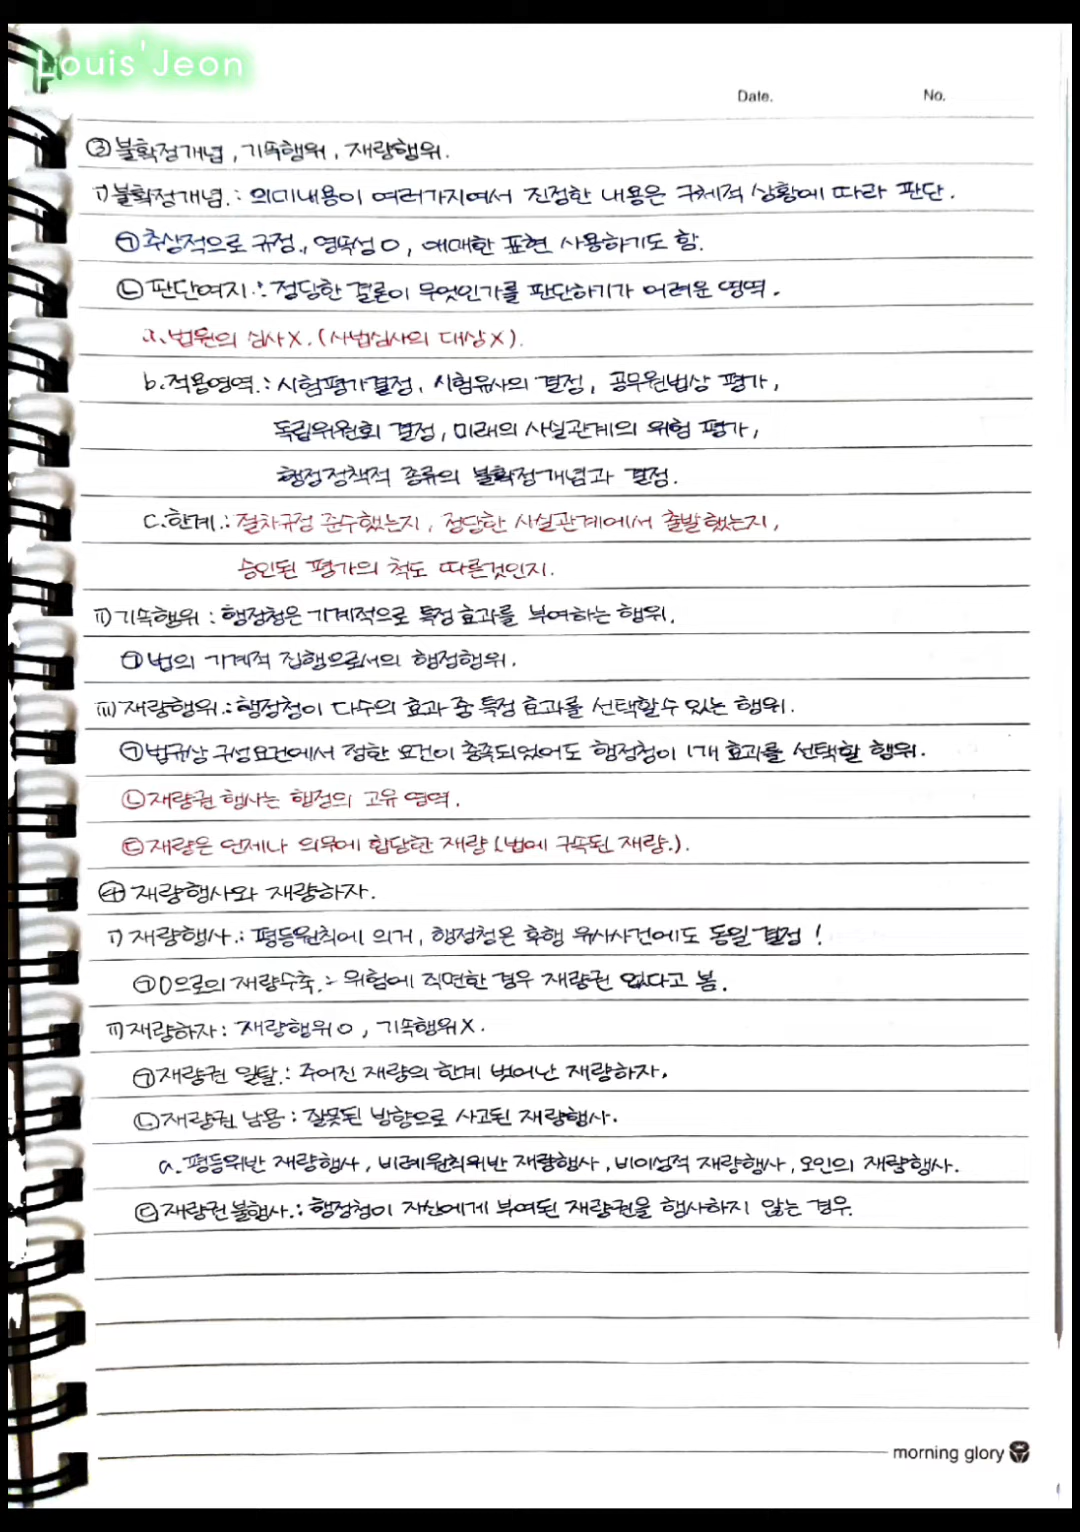 Louis'Jeon
Date. No.
③ 불확정개념, 기속행위, 재량행위.
ⅰ) 불확정개념.: 의미내용이 여러가지여서 진정한 내용은 구체적 상황에 따라 판단.
㉠ 추상적으로 규정., 영속성 O, 애매한 표현 사용하기도 함.
㉡ 판단여지.: 정당한 결론이 무엇인가를 판단하기가 어려운 영역.
a. 법원의 심사 X. (사법심사의 대상 X).
b. 적용영역.: 시험평가결정, 시험유사의 결정, 공무원법상 평가,
독립위원회 결정, 미래의 사실관계의 위험 평가,
행정정책적 종류의 불확정개념과 결정.
C. 한계.: 절차규정 준수했는지, 정당한 사실관계에서 출발했는지,
승인된 평가의 척도 따른것인지.
ⅱ) 기속행위: 행정청은 기계적으로 특정 효과를 부여하는 행위.
㉠ 법의 기계적 집행으로서의 행정행위.
ⅲ) 재량행위.: 행정청이 다수의 효과 중 특정 효과를 선택할 수 있는 행위.
㉠ 법규상 구성요건에서 정한 요건이 충족되었어도 행정청이 1개 효과를 선택할 행위.
㉡ 재량권 행사는 행정의 고유 영역.
㉢ 재량은 언제나 의무에 합당한 재량 (법에 구속된 재량.).
④ 재량행사와 재량하자.
ⅰ) 재량행사.: 평등원칙에 의거, 행정청은 후행 유사사건에도 동일 결정!
㉠ 0으로의 재량수축.: 위험에 직면한 경우 재량권 없다고 봄.
ⅱ) 재량하자: 재량행위 O, 기속행위 X.
㉠ 재량권 일탈.: 주어진 재량의 한계 벗어난 재량하자.
㉡ 재량권 남용: 잘못된 방향으로 사고된 재량행사.
a. 평등위반 재량행사, 비례원칙위반 재량행사, 비이성적 재량행사, 오인의 재량행사.
㉢ 재량권 불행사.: 행정청이 자신에게 부여된 재량권을 행사하지 않는 경우.
morning glory